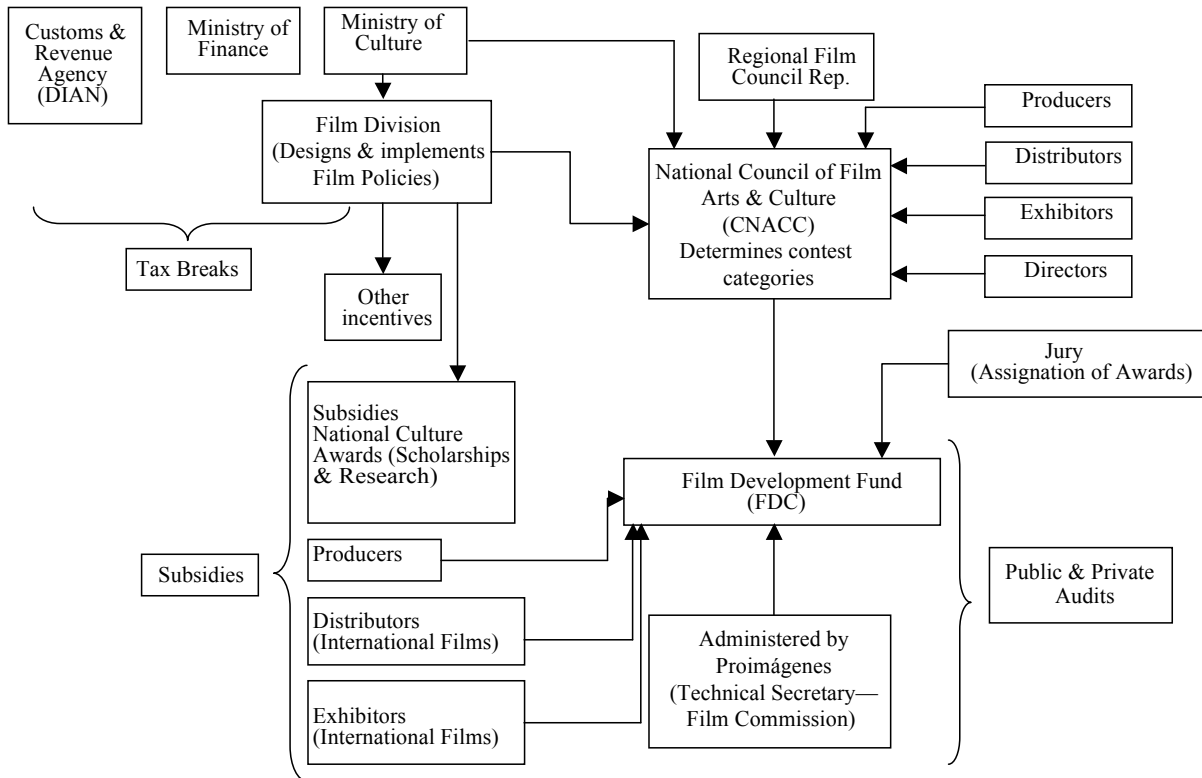 Customs &
Revenue
Agency
(DIAN)
Ministry of
Finance
Ministry of
Culture
Regional Film
Council Rep.
Producers
Film Division
(Designs & implements
Film Policies)
National Council of Film
Arts & Culture
(CNACC)
Determines contest
categories
Distributors
Exhibitors
Directors
Tax Breaks
Other
incentives
Jury
(Assignation of Awards)
Subsidies
National Culture
Awards (Scholarships
& Research)
Film Development Fund
(FDC)
Subsidies
Producers
Distributors
(International Films)
Exhibitors
(International Films)
Administered by
Proimágenes
(Technical Secretary—
Film Commission)
Public & Private
Audits